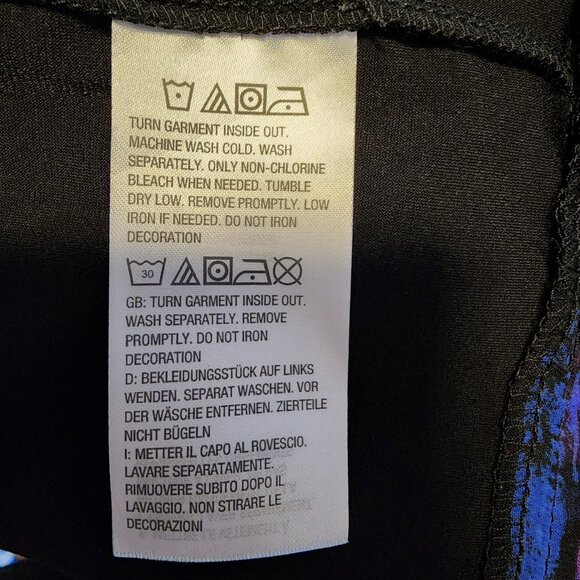 TURN GARMENT INSIDE OUT.
MACHINE WASH COLD. WASH
SEPARATELY. ONLY NON-CHLORINE
BLEACH WHEN NEEDED. TUMBLE
DRY LOW. REMOVE PROMPTLY. LOW
IRON IF NEEDED. DO NOT IRON
DECORATION
30
GB: TURN GARMENT INSIDE OUT.
WASH SEPARATELY. REMOVE
PROMPTLY. DO NOT IRON
DECORATION
D: BEKLEIDUNGSSTÜCK AUF LINKS
WENDEN. SEPARAT WASCHEN. VOR
DER WÄSCHE ENTFERNEN. ZIERTEILE
NICHT BÜGELN
I: METTER IL CAPO AL ROVESCIO.
LAVARE SEPARATAMENTE.
RIMUOVERE SUBITO DOPO IL
LAVAGGIO. NON STIRARE LE
DECORAZIONI